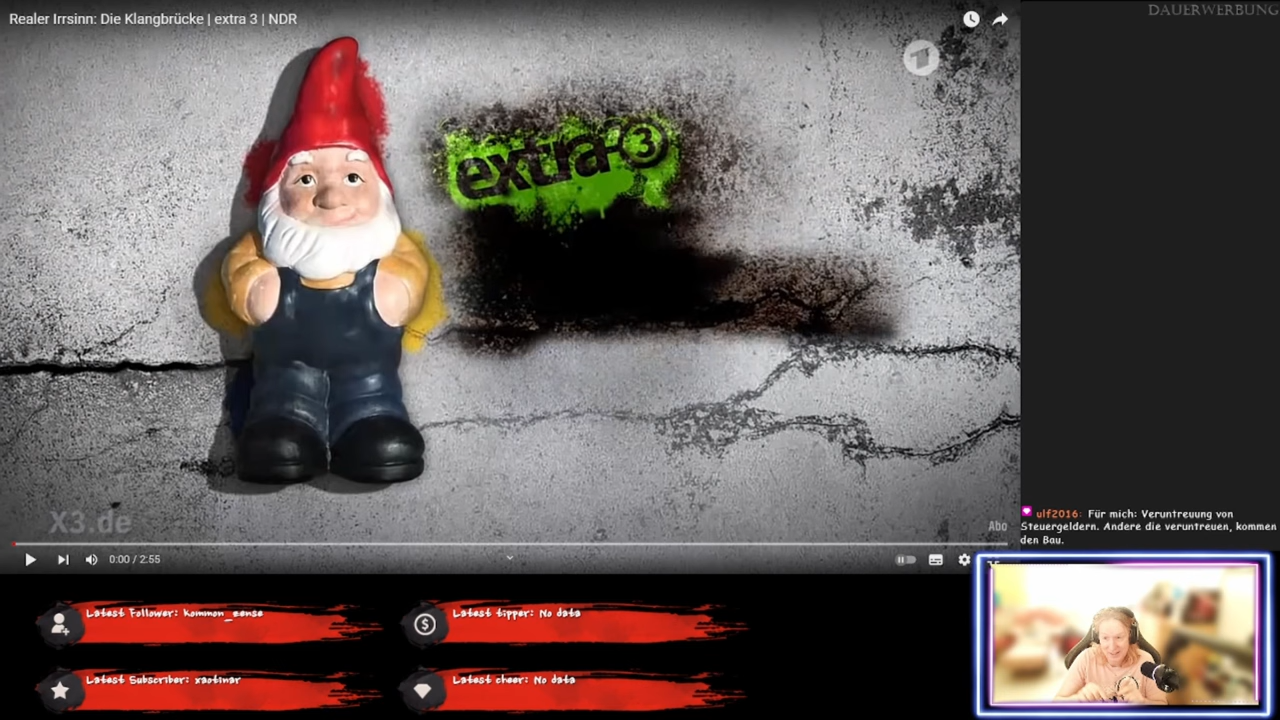 Realer Irrsinn: Die Klangbrücke | extra 3 | NDR
DAUERWERBUNG
extra 3
X3.de
Abo
0:00 / 2:55
ulf2016: Für mich: Veruntreuung von
Steuergeldern. Andere die veruntreuen, kommen
den Bau.
Latest Follower: Kommon_sense
Latest tipper: No data
Latest Subscriber: xaotinar
Latest cheer: No data